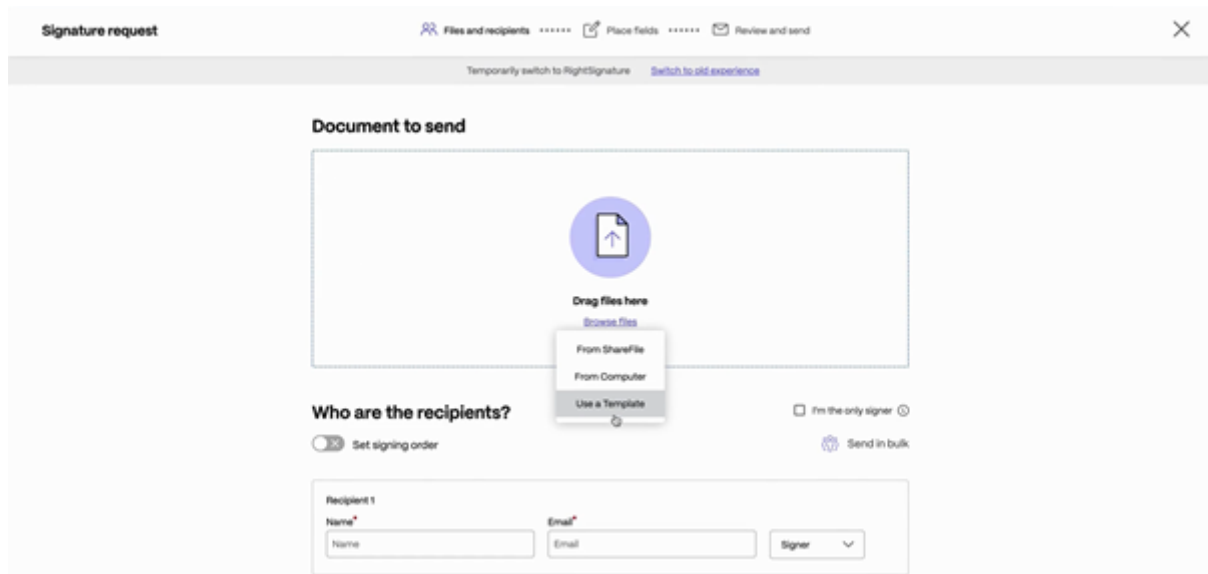 Signature request
Files and recipients
Place fields
Review and send
Temporarily switch to RightSignature Switch to old experience
Document to send
Drag files here
Browse files
From ShareFile
From Computer
Use a Template
Who are the recipients?
I'm the only signer
Set signing order
Send in bulk
Recipient 1
Name* Email*
Name Email Signer